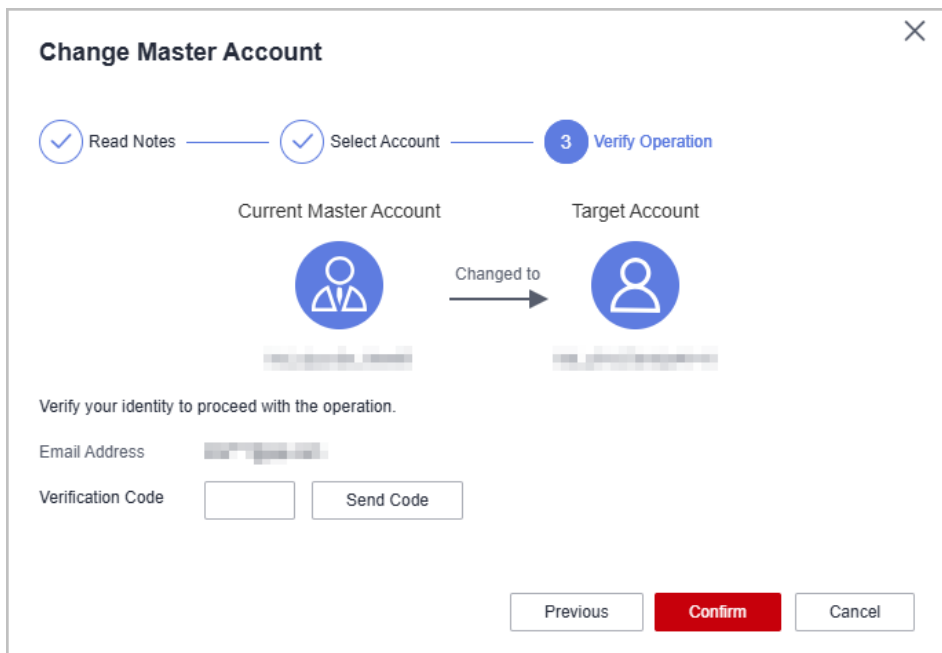 Change Master Account
Read Notes
Select Account
3 Verify Operation
Current Master Account
Target Account
Changed to
Verify your identity to proceed with the operation.
Email Address
Verification Code
Send Code
Previous
Confirm
Cancel